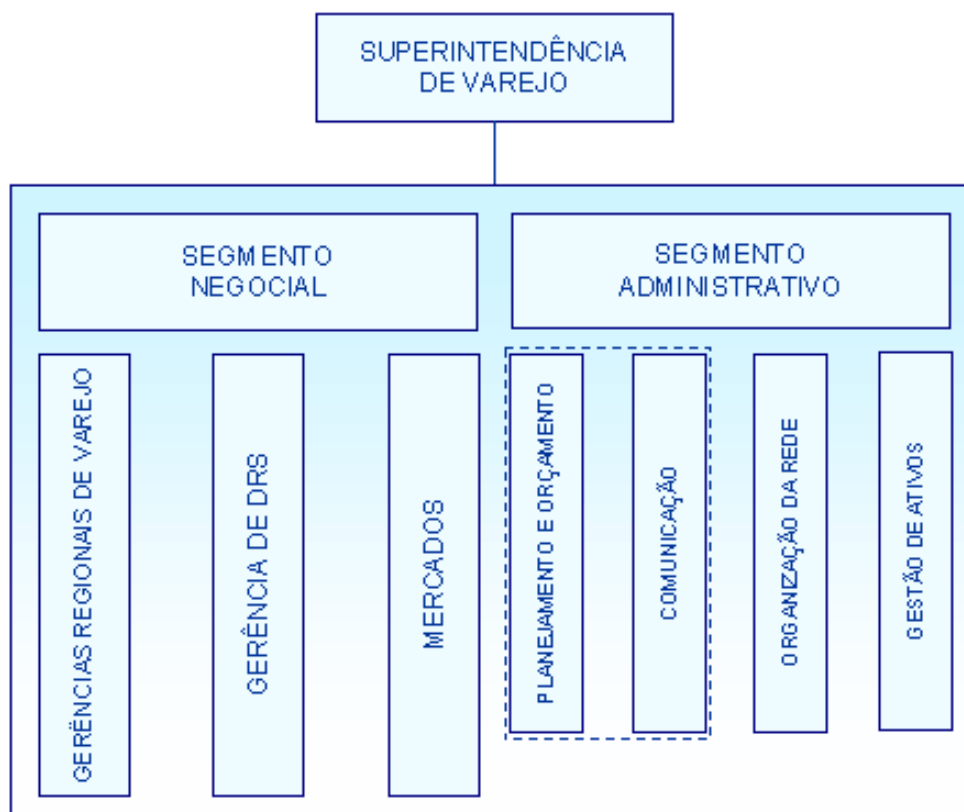 SUPERINTENDÊNCIA
DE VAREJO
SEGMENTO
NEGOCIAL
SEGMENTO
ADMINISTRATIVO
GERÊNCIAS REGIONAIS DE VAREJO
GERÊNCIA DE DRS
MERCADOS
PLANEJAMENTO E ORÇAMENTO
COMUNICAÇÃO
ORGANIZAÇÃO DA REDE
GESTÃO DE ATIVOS